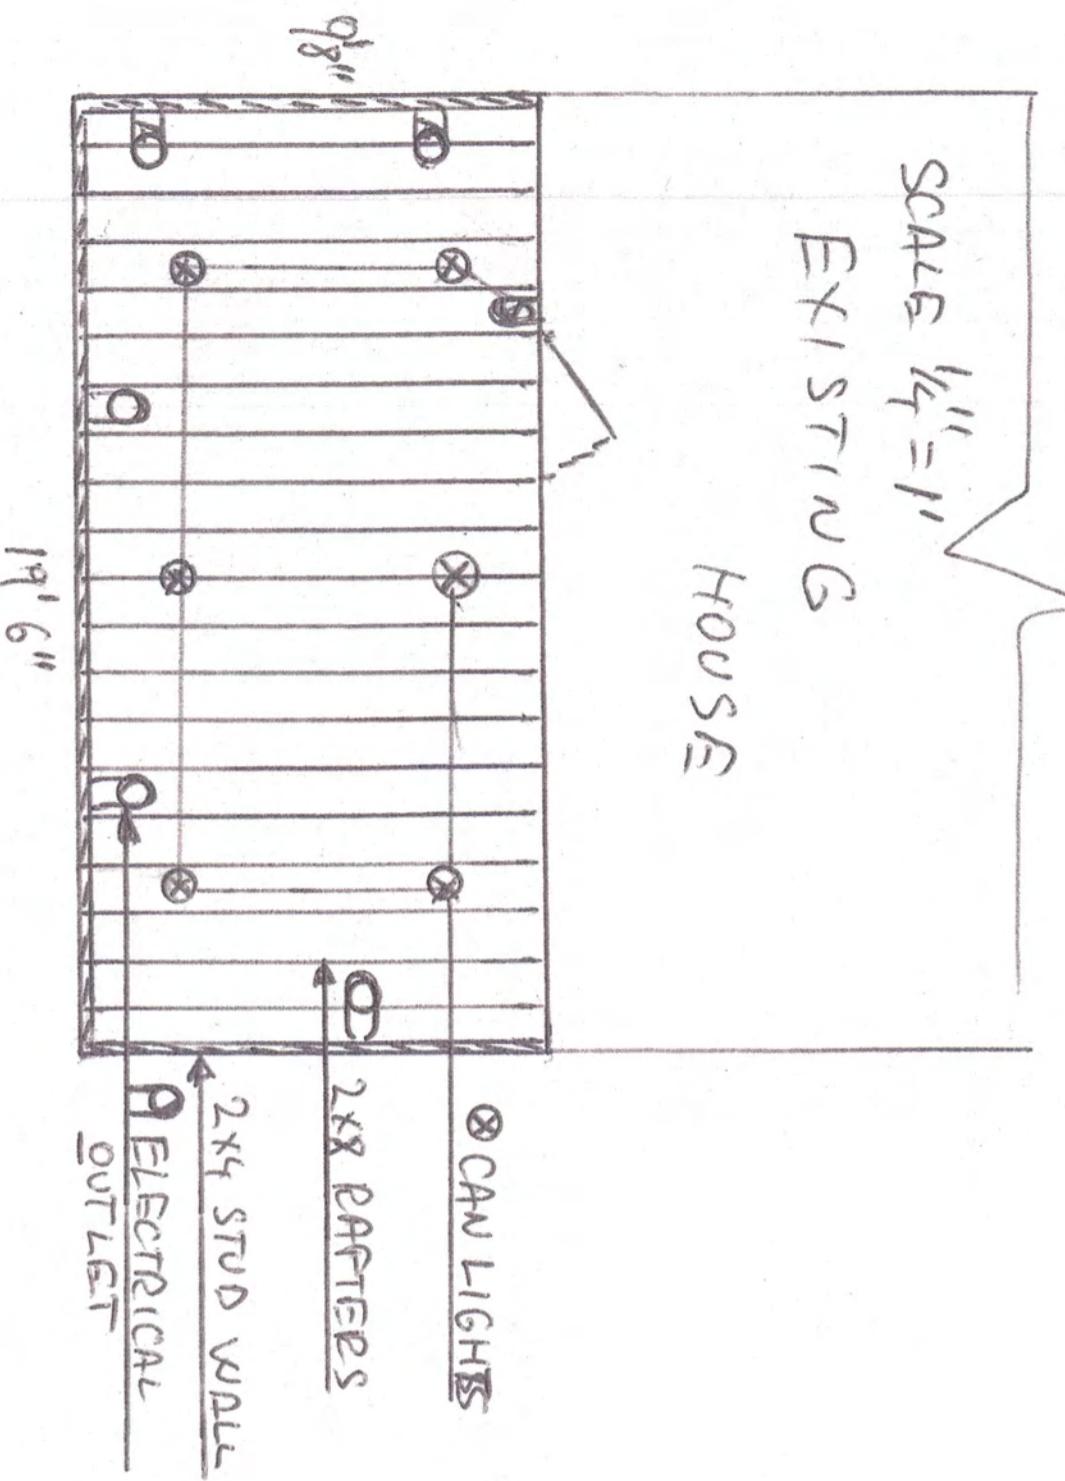 SCALE 1/4"=1'
EXISTING
HOUSE
9'8"
19' 6"
⊗ CAN LIGHTS
2x8 RAFTERS
2x4 STUD WALL
ELECTRICAL
OUTLET